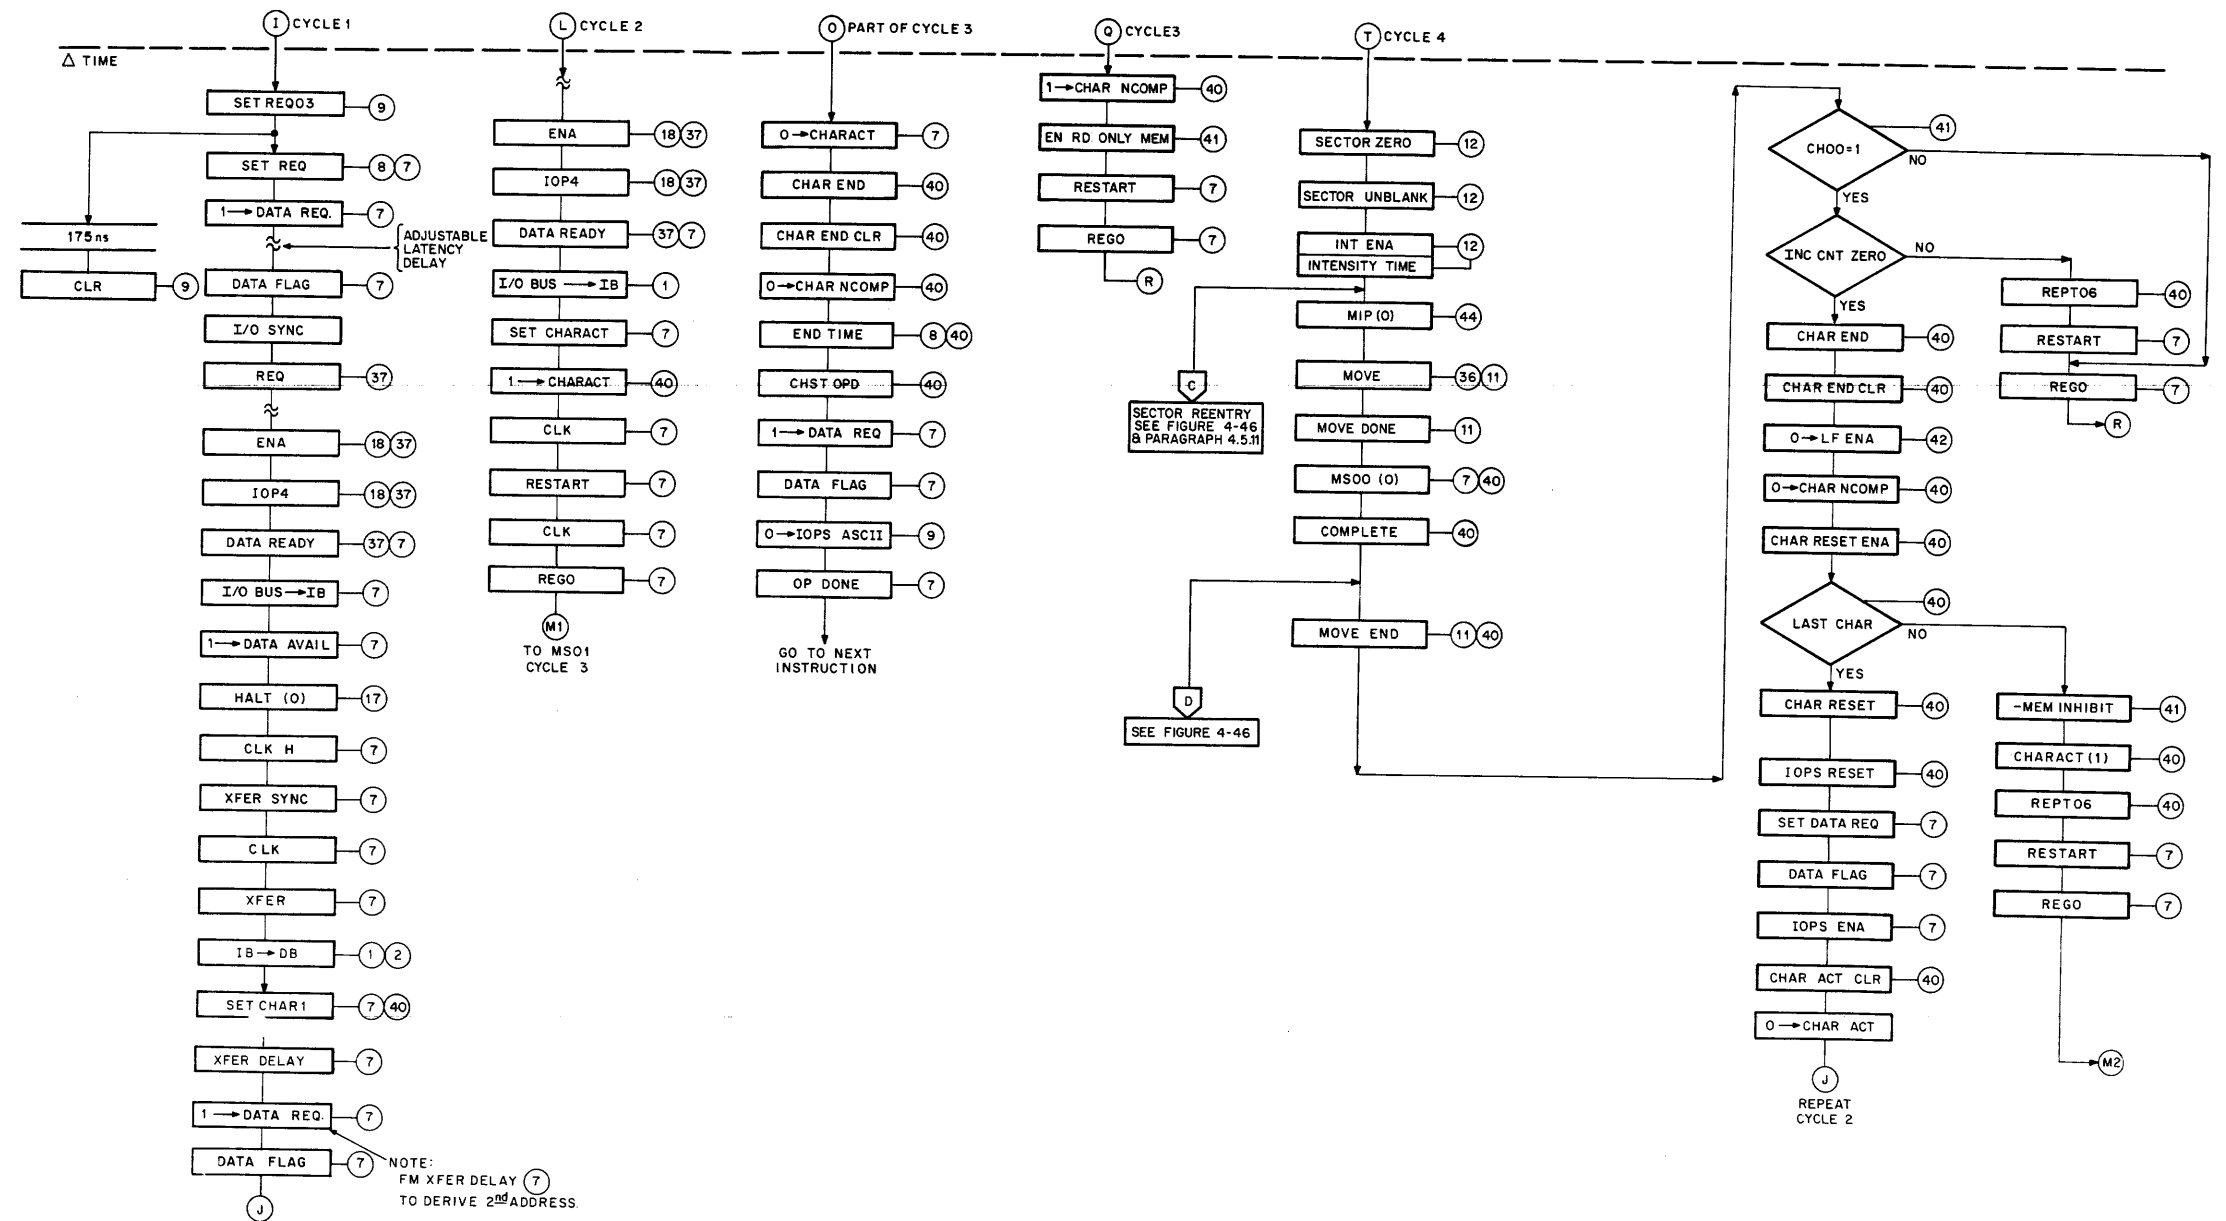 I CYCLE 1
△ TIME
SET REQ03 9
SET REQ 8 7
1→DATA REQ. 7
175ns
ADJUSTABLE
LATENCY
DELAY
CLR 9
DATA FLAG 7
I/O SYNC
REQ 37
ENA 18 37
IOP4 18 37
DATA READY 37 7
I/O BUS→IB 7
1→DATA AVAIL 7
HALT (0) 17
CLK H 7
XFER SYNC 7
CLK 7
XFER 7
IB→DB 1 2
SET CHAR1 7 40
XFER DELAY 7
1→DATA REQ. 7
DATA FLAG 7
J
NOTE:
FM XFER DELAY 7
TO DERIVE 2nd ADDRESS.
L CYCLE 2
ENA 18 37
IOP4 18 37
DATA READY 37 7
I/O BUS→IB 1
SET CHARACT 7
1→CHARACT 40
CLK 7
RESTART 7
CLK 7
REGO 7
M1
TO MS01
CYCLE 3
O PART OF CYCLE 3
0→CHARACT 7
CHAR END 40
CHAR END CLR 40
0→CHAR NCOMP 40
END TIME 8 40
CHST OPD 40
1→DATA REQ 7
DATA FLAG 7
0→IOPS ASCII 9
OP DONE 7
GO TO NEXT
INSTRUCTION
Q CYCLE3
1→CHAR NCOMP 40
EN RD ONLY MEM 41
RESTART 7
REGO 7
R
T CYCLE 4
SECTOR ZERO 12
SECTOR UNBLANK 12
INT ENA 12
INTENSITY TIME
MIP (0) 44
C
SECTOR REENTRY
SEE FIGURE 4-46
& PARAGRAPH 4.5.11
MOVE 36 11
MOVE DONE 11
MS00 (0) 7 40
COMPLETE 40
MOVE END 11 40
D
SEE FIGURE 4-46
CHOO=1 41
NO
YES
INC CNT ZERO
NO
YES
REPT06 40
RESTART 7
REGO 7
R
CHAR END 40
CHAR END CLR 40
0→LF ENA 42
0→CHAR NCOMP 40
CHAR RESET ENA 40
LAST CHAR 40
NO
YES
CHAR RESET 40
IOPS RESET 40
SET DATA REQ 7
DATA FLAG 7
IOPS ENA 7
CHAR ACT CLR 40
0→CHAR ACT
J
REPEAT
CYCLE 2
-MEM INHIBIT 41
CHARACT (1) 40
REPT06 40
RESTART 7
REGO 7
M2